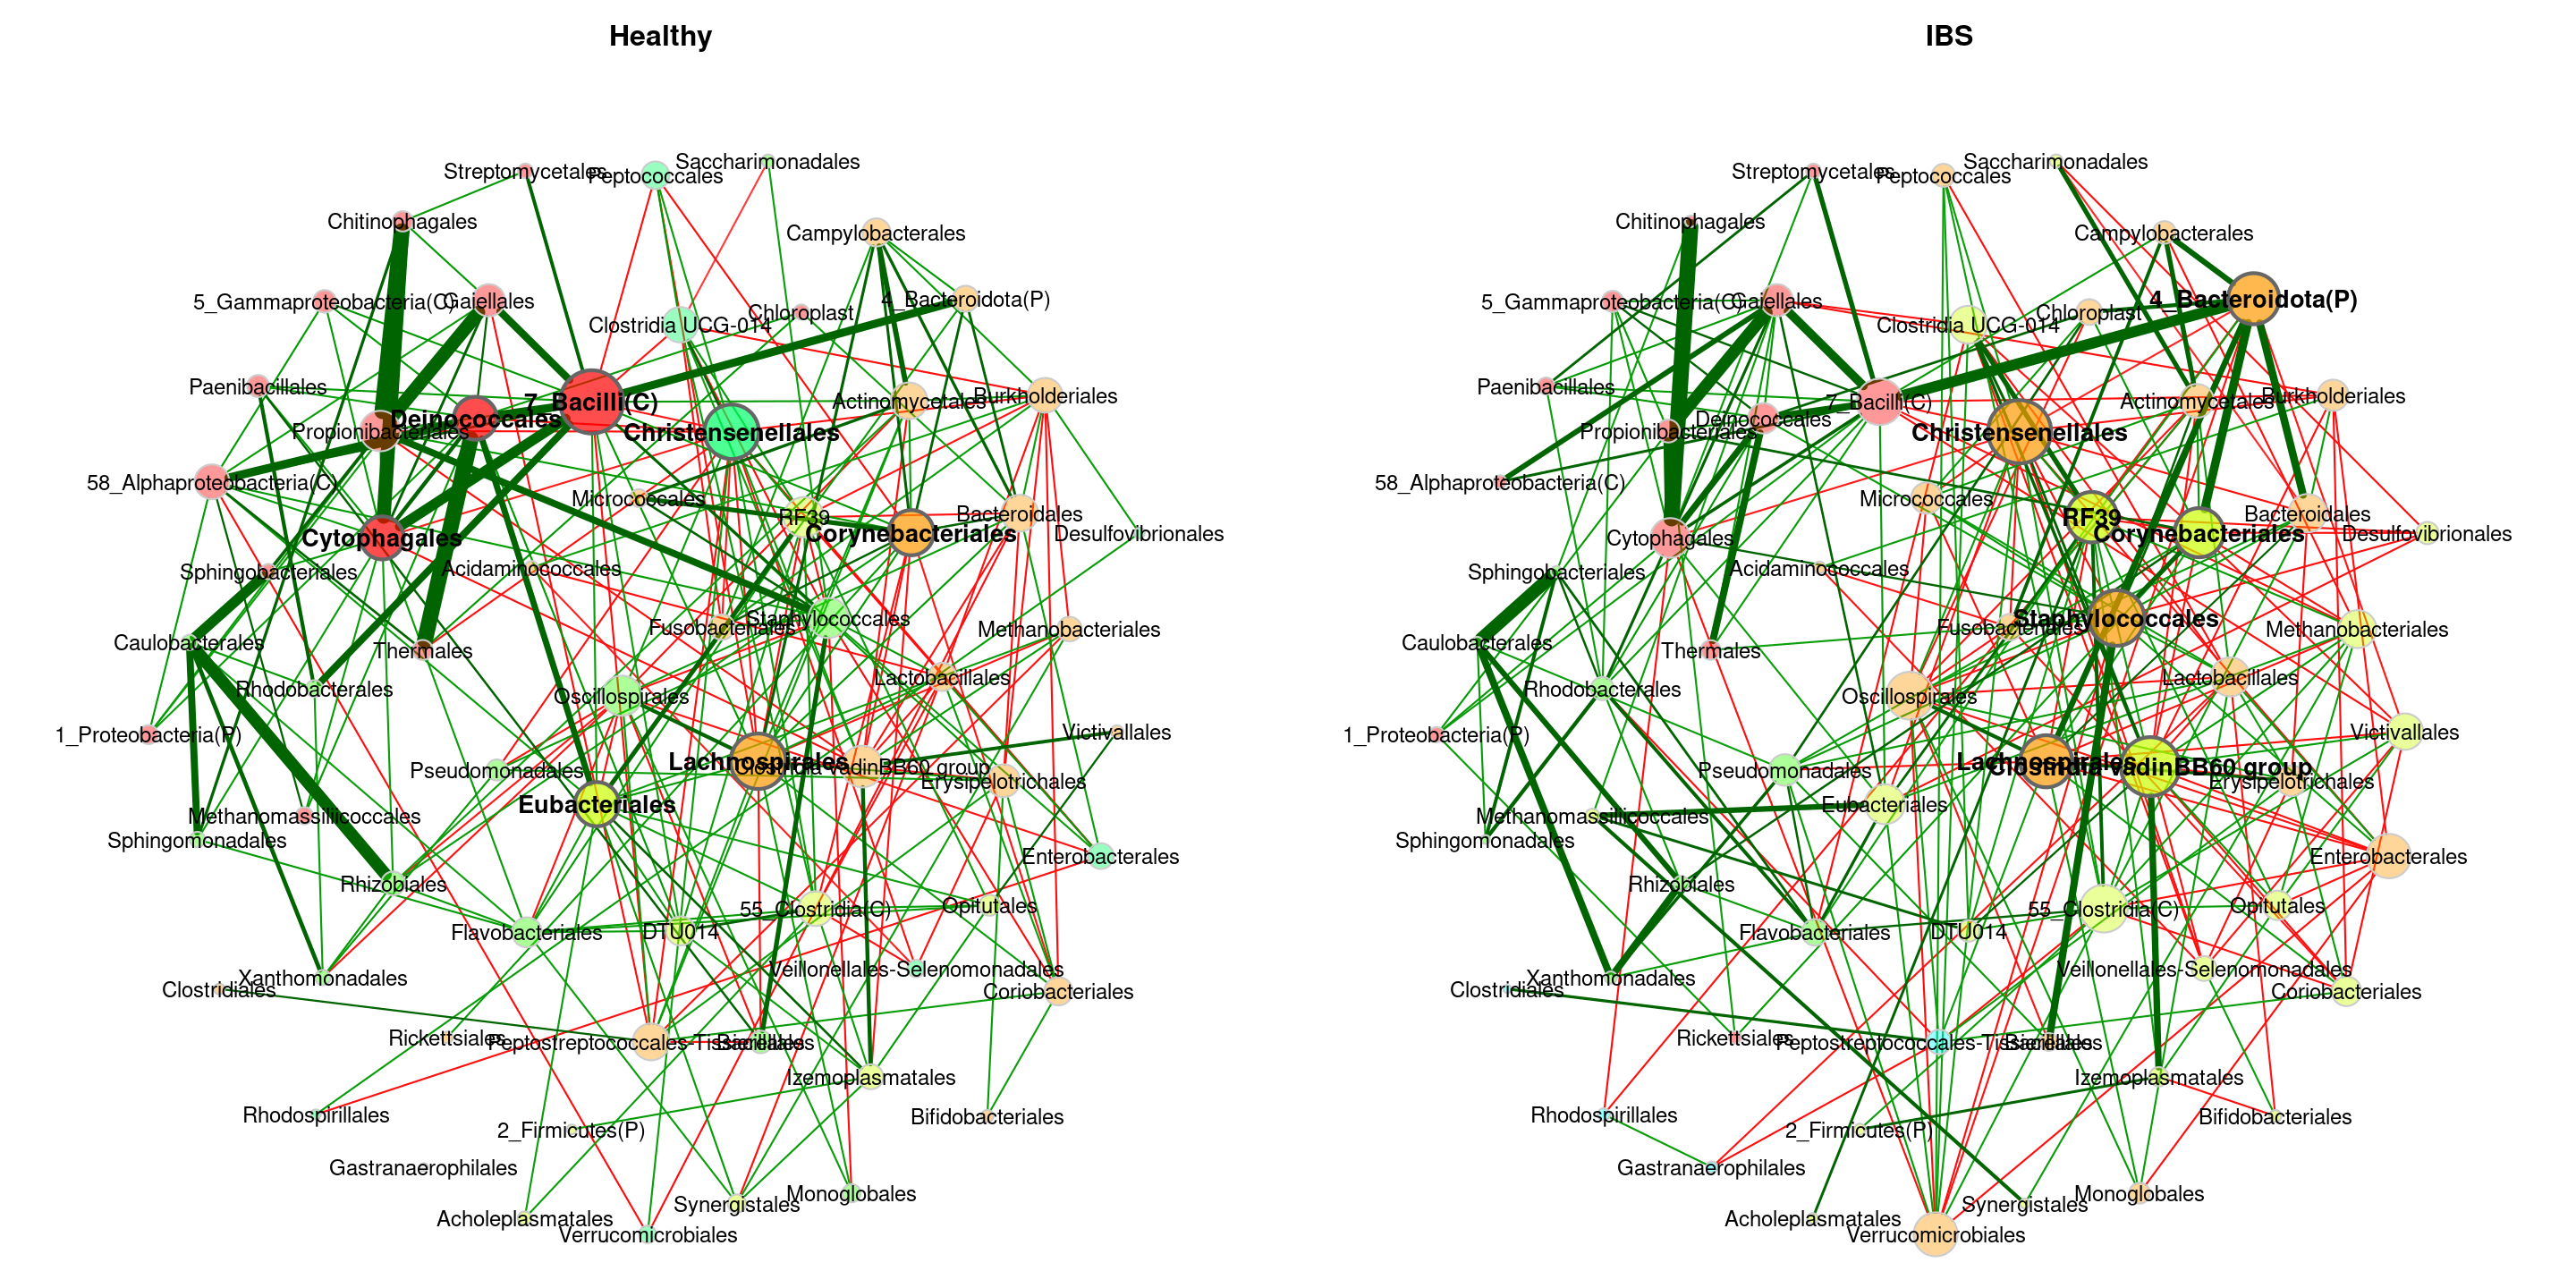 Healthy
Streptomycetales
Peptococcales
Saccharimonadales
Chitinophagales
Campylobacterales
5_Gammaproteobacteria(C)
Gaiellales
Clostridia UCG-014
Chloroplast
4_Bacteroidota(P)
Paenibacillales
7_Bacilli(C)
Actinomycetales
Burkholderiales
Propionibacteriales
Deinococcales
Christensenellales
58_Alphaproteobacteria(C)
Micrococcales
RF39
Bacteroidales
Cytophagales
Corynebacteriales
Desulfovibrionales
Sphingobacteriales
Acidaminococcales
Caulobacterales
Thermales
Fusobacteriales
Staphylococcales
Methanobacteriales
Rhodobacterales
Oscillospirales
Lactobacillales
1_Proteobacteria(P)
Victivallales
Pseudomonadales
Lachnospirales
Clostridia vadinBB60 group
Erysipelotrichales
Methanomassiliicoccales
Eubacteriales
Sphingomonadales
Enterobacterales
Rhizobiales
55_Clostridia(C)
Opitutales
Flavobacteriales
DTU014
Xanthomonadales
Veillonellales-Selenomonadales
Clostridiales
Coriobacteriales
Rickettsiales
Peptostreptococcales-Tissierellales
Bacillales
Izemoplasmatales
Rhodospirillales
Bifidobacteriales
2_Firmicutes(P)
Gastranaerophilales
Monoglobales
Synergistales
Acholeplasmatales
Verrucomicrobiales
IBS
Streptomycetales
Peptococcales
Saccharimonadales
Chitinophagales
Campylobacterales
5_Gammaproteobacteria(C)
Gaiellales
Clostridia UCG-014
Chloroplast
4_Bacteroidota(P)
Paenibacillales
7_Bacilli(C)
Actinomycetales
Burkholderiales
Propionibacteriales
Deinococcales
Christensenellales
58_Alphaproteobacteria(C)
Micrococcales
RF39
Bacteroidales
Cytophagales
Corynebacteriales
Desulfovibrionales
Sphingobacteriales
Acidaminococcales
Caulobacterales
Thermales
Fusobacteriales
Staphylococcales
Methanobacteriales
Rhodobacterales
Oscillospirales
Lactobacillales
1_Proteobacteria(P)
Victivallales
Pseudomonadales
Lachnospirales
Clostridia vadinBB60 group
Erysipelotrichales
Methanomassiliicoccales
Eubacteriales
Sphingomonadales
Enterobacterales
Rhizobiales
55_Clostridia(C)
Opitutales
Flavobacteriales
DTU014
Xanthomonadales
Veillonellales-Selenomonadales
Clostridiales
Coriobacteriales
Rickettsiales
Peptostreptococcales-Tissierellales
Bacillales
Izemoplasmatales
Rhodospirillales
Bifidobacteriales
2_Firmicutes(P)
Gastranaerophilales
Monoglobales
Synergistales
Acholeplasmatales
Verrucomicrobiales